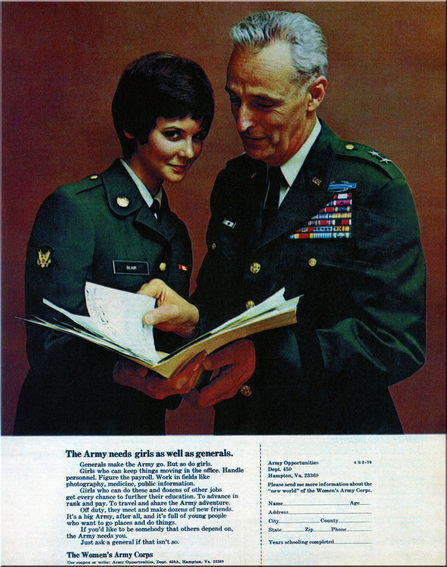 BLAIR
The Army needs girls as well as generals.
Generals make the Army go. But so do girls.
Girls who can keep things moving in the office. Handle
personnel. Figure the payroll. Work in fields like
photography, medicine, public information.
Girls who can do these and dozens of other jobs
get every chance to further their education. To advance in
rank and pay. To travel and share the Army adventure.
Off duty, they meet and make dozens of new friends.
It's a big Army, after all, and it's full of young people
who want to go places and do things.
If you'd like to be somebody that others depend on,
the Army needs you.
Just ask a general if that isn't so.
The Women's Army Corps
Use coupon or write: Army Opportunities, Dept. 450A, Hampton, Va. 23369
Army Opportunities
Dept. 450
Hampton, Va. 23369
Please send me more information about the
"new world" of the Women's Army Corps.
Name Age
Address
City County
State Zip Phone
Years schooling completed